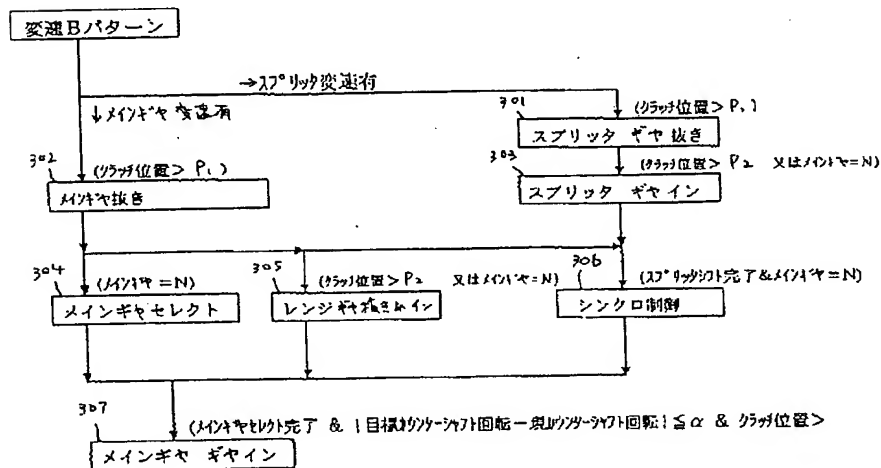 変速Bパターン
→スプリッタ変速有
↓メインギヤ変速有
301
(クラッチ位置>P1)
スプリッタ ギヤ抜き
302
(クラッチ位置>P1)
メインギヤ抜き
303
(クラッチ位置>P2 又はメインギヤ=N)
スプリッタ ギヤイン
304
(メインギヤ=N)
メインギヤセレクト
305
(クラッチ位置>P2 又はメインギヤ=N)
レンジギヤ抜き イン
306
(スプリッタシフト完了&メインギヤ=N)
シンクロ制御
307
(メインギヤセレクト完了 & |目標カウンターシャフト回転-現カウンターシャフト回転|≦α & クラッチ位置>
メインギヤ ギヤイン